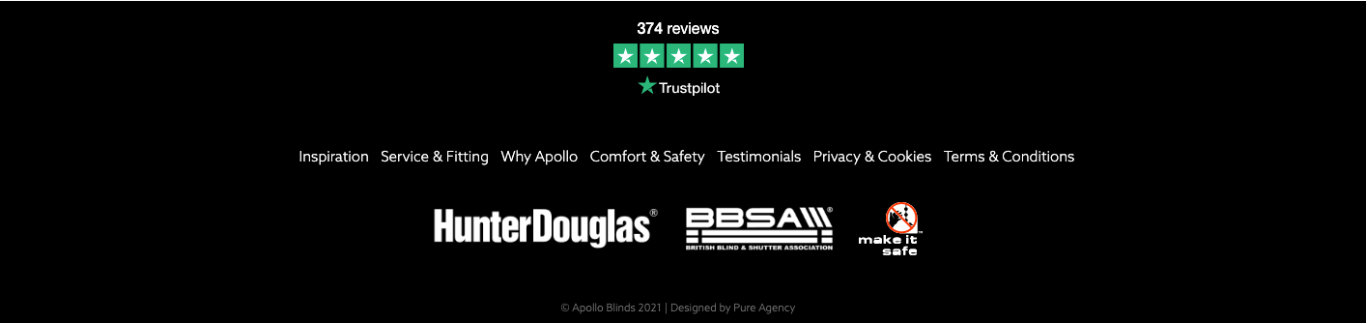 374 reviews
Trustpilot
Inspiration Service & Fitting Why Apollo Comfort & Safety Testimonials Privacy & Cookies Terms & Conditions
HunterDouglas®
BBSA®
BRITISH BLIND & SHUTTER ASSOCIATION
make it
safe
© Apollo Blinds 2021 | Designed by Pure Agency